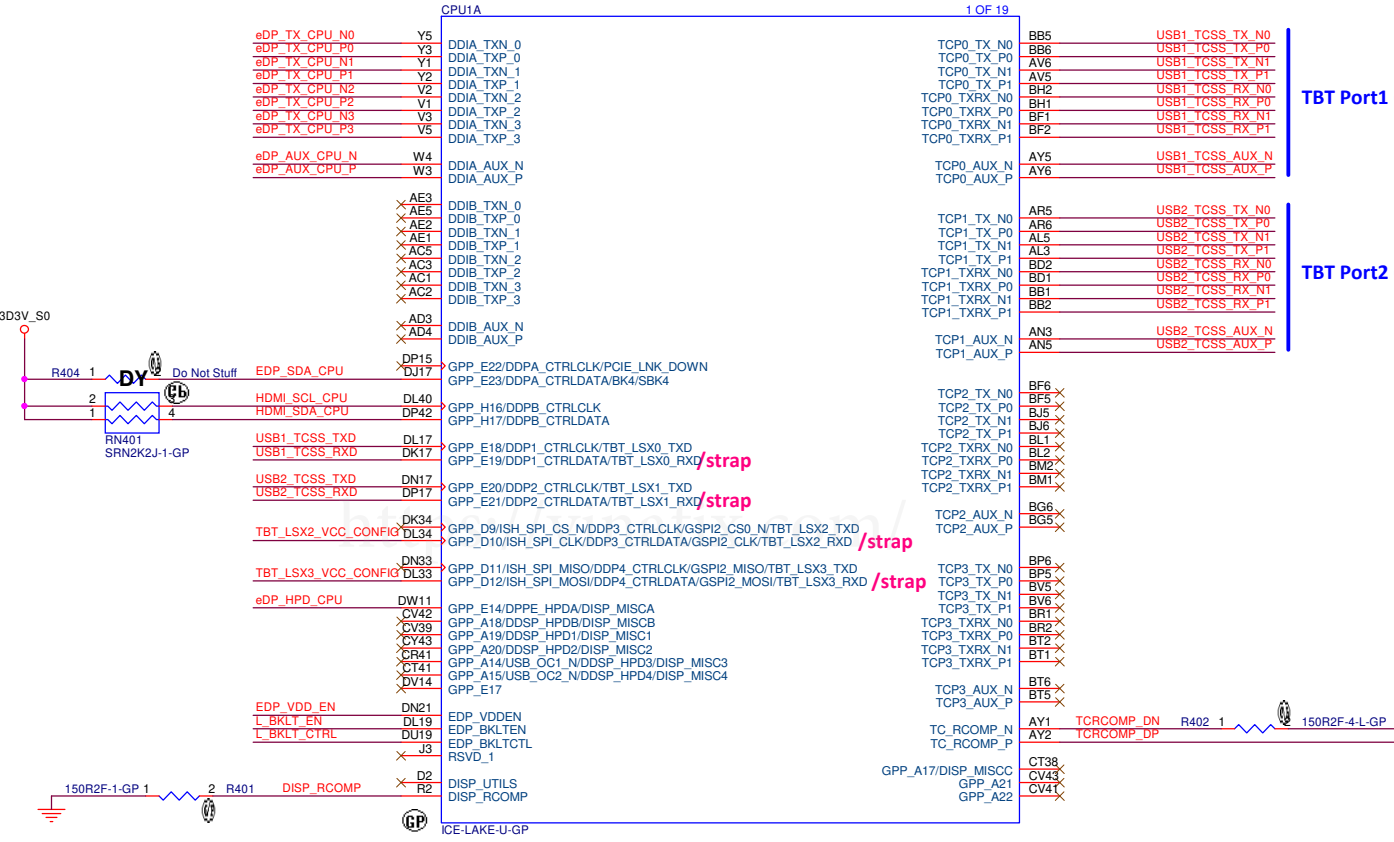 CPU1A
1 OF 19
eDP_TX_CPU_N0 Y5 DDIA_TXN_0
eDP_TX_CPU_P0 Y3 DDIA_TXP_0
eDP_TX_CPU_N1 Y1 DDIA_TXN_1
eDP_TX_CPU_P1 Y2 DDIA_TXP_1
eDP_TX_CPU_N2 V2 DDIA_TXN_2
eDP_TX_CPU_P2 V1 DDIA_TXP_2
eDP_TX_CPU_N3 V3 DDIA_TXN_3
eDP_TX_CPU_P3 V5 DDIA_TXP_3
eDP_AUX_CPU_N W4 DDIA_AUX_N
eDP_AUX_CPU_P W3 DDIA_AUX_P
AE3 DDIB_TXN_0
AE5 DDIB_TXP_0
AE2 DDIB_TXN_1
AE1 DDIB_TXP_1
AC5 DDIB_TXN_2
AC3 DDIB_TXP_2
AC1 DDIB_TXN_3
AC2 DDIB_TXP_3
AD3 DDIB_AUX_N
AD4 DDIB_AUX_P
3D3V_S0
DP15 GPP_E22/DDPA_CTRLCLK/PCIE_LNK_DOWN
R404 1 DY 2 Do Not Stuff EDP_SDA_CPU DJ17 GPP_E23/DDPA_CTRLDATA/BK4/SBK4
2 3 HDMI_SCL_CPU DL40 GPP_H16/DDPB_CTRLCLK
1 4 HDMI_SDA_CPU DP42 GPP_H17/DDPB_CTRLDATA
RN401
SRN2K2J-1-GP
USB1_TCSS_TXD DL17 GPP_E18/DDP1_CTRLCLK/TBT_LSX0_TXD
USB1_TCSS_RXD DK17 GPP_E19/DDP1_CTRLDATA/TBT_LSX0_RXD /strap
USB2_TCSS_TXD DN17 GPP_E20/DDP2_CTRLCLK/TBT_LSX1_TXD
USB2_TCSS_RXD DP17 GPP_E21/DDP2_CTRLDATA/TBT_LSX1_RXD /strap
DK34 GPP_D9/ISH_SPI_CS_N/DDP3_CTRLCLK/GSPI2_CS0_N/TBT_LSX2_TXD
TBT_LSX2_VCC_CONFIG DL34 GPP_D10/ISH_SPI_CLK/DDP3_CTRLDATA/GSPI2_CLK/TBT_LSX2_RXD /strap
DN33 GPP_D11/ISH_SPI_MISO/DDP4_CTRLCLK/GSPI2_MISO/TBT_LSX3_TXD
TBT_LSX3_VCC_CONFIG DL33 GPP_D12/ISH_SPI_MOSI/DDP4_CTRLDATA/GSPI2_MOSI/TBT_LSX3_RXD /strap
eDP_HPD_CPU DW11 GPP_E14/DPPE_HPDA/DISP_MISCA
CV42 GPP_A18/DDSP_HPDB/DISP_MISCB
CV39 GPP_A19/DDSP_HPD1/DISP_MISC1
CY43 GPP_A20/DDSP_HPD2/DISP_MISC2
CR41 GPP_A14/USB_OC1_N/DDSP_HPD3/DISP_MISC3
CT41 GPP_A15/USB_OC2_N/DDSP_HPD4/DISP_MISC4
DV14 GPP_E17
EDP_VDD_EN DN21 EDP_VDDEN
L_BKLT_EN DL19 EDP_BKLTEN
L_BKLT_CTRL DU19 EDP_BKLTCTL
J3 RSVD_1
D2 DISP_UTILS
150R2F-1-GP 1 2 R401 DISP_RCOMP R2 DISP_RCOMP
GP
ICE-LAKE-U-GP
TCP0_TX_N0 BB5 USB1_TCSS_TX_N0
TCP0_TX_P0 BB6 USB1_TCSS_TX_P0
TCP0_TX_N1 AV6 USB1_TCSS_TX_N1
TCP0_TX_P1 AV5 USB1_TCSS_TX_P1
TCP0_TXRX_N0 BH2 USB1_TCSS_RX_N0
TCP0_TXRX_P0 BH1 USB1_TCSS_RX_P0
TCP0_TXRX_N1 BF1 USB1_TCSS_RX_N1
TCP0_TXRX_P1 BF2 USB1_TCSS_RX_P1
TCP0_AUX_N AY5 USB1_TCSS_AUX_N
TCP0_AUX_P AY6 USB1_TCSS_AUX_P
TBT Port1
TCP1_TX_N0 AR5 USB2_TCSS_TX_N0
TCP1_TX_P0 AR6 USB2_TCSS_TX_P0
TCP1_TX_N1 AL5 USB2_TCSS_TX_N1
TCP1_TX_P1 AL3 USB2_TCSS_TX_P1
TCP1_TXRX_N0 BD2 USB2_TCSS_RX_N0
TCP1_TXRX_P0 BD1 USB2_TCSS_RX_P0
TCP1_TXRX_N1 BB1 USB2_TCSS_RX_N1
TCP1_TXRX_P1 BB2 USB2_TCSS_RX_P1
TCP1_AUX_N AN3 USB2_TCSS_AUX_N
TCP1_AUX_P AN5 USB2_TCSS_AUX_P
TBT Port2
TCP2_TX_N0 BF6
TCP2_TX_P0 BF5
TCP2_TX_N1 BJ5
TCP2_TX_P1 BJ6
TCP2_TXRX_N0 BL1
TCP2_TXRX_P0 BL2
TCP2_TXRX_N1 BM2
TCP2_TXRX_P1 BM1
TCP2_AUX_N BG6
TCP2_AUX_P BG5
TCP3_TX_N0 BP6
TCP3_TX_P0 BP5
TCP3_TX_N1 BV5
TCP3_TX_P1 BV6
TCP3_TXRX_N0 BR1
TCP3_TXRX_P0 BR2
TCP3_TXRX_N1 BT2
TCP3_TXRX_P1 BT1
TCP3_AUX_N BT6
TCP3_AUX_P BT5
TC_RCOMP_N AY1 TCRCOMP_DN R402 1 2 150R2F-4-L-GP
TC_RCOMP_P AY2 TCRCOMP_DP
GPP_A17/DISP_MISCC CT38
GPP_A21 CV43
GPP_A22 CV41